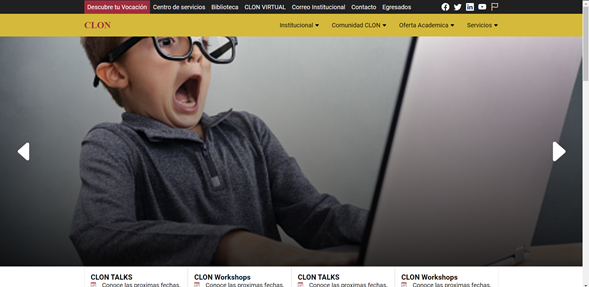 Descubre tu Vocación Centro de servicios Biblioteca CLON VIRTUAL Correo Institucional Contacto Egresados
CLON Institucional Comunidad CLON Oferta Academica Servicios
CLON TALKS CLON Workshops CLON TALKS CLON Workshops
Conoce las proximas fechas. Conoce las proximas fechas. Conoce las proximas fechas. Conoce las proximas fechas.